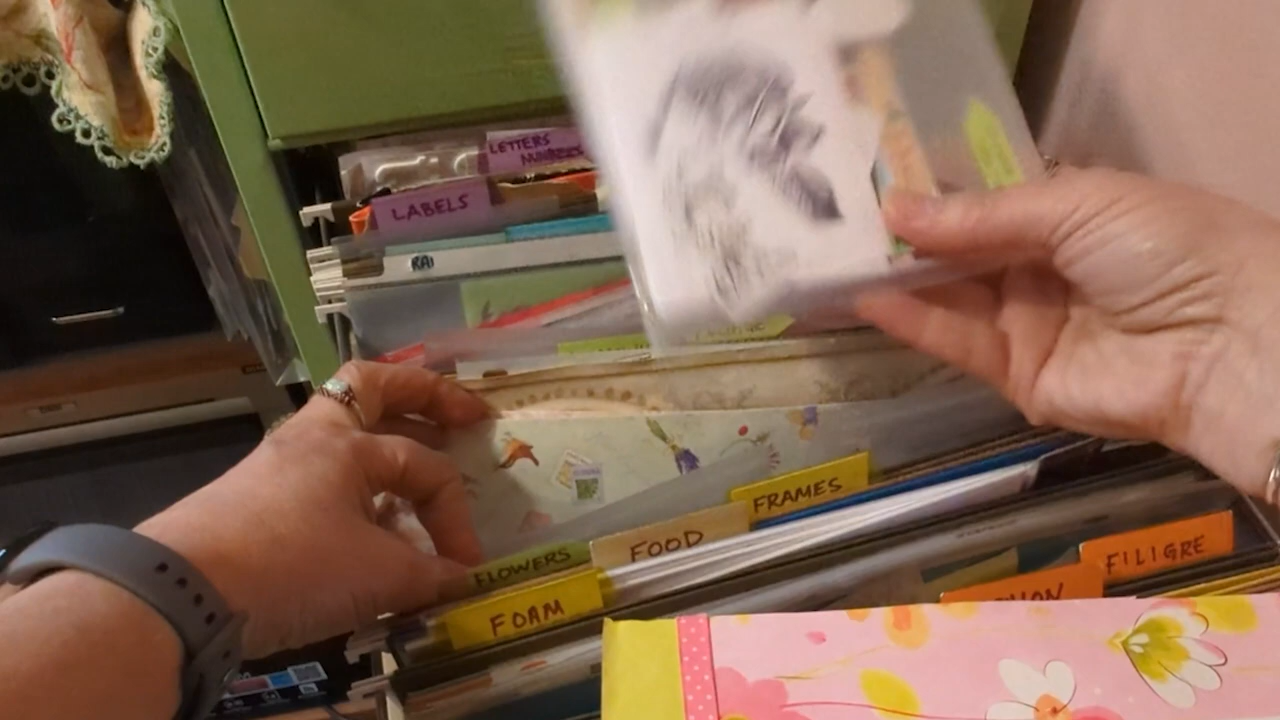 LETTERS
NUMBERS
LABELS
FRAMES
FOOD
FLOWERS
FOAM
FILIGRE